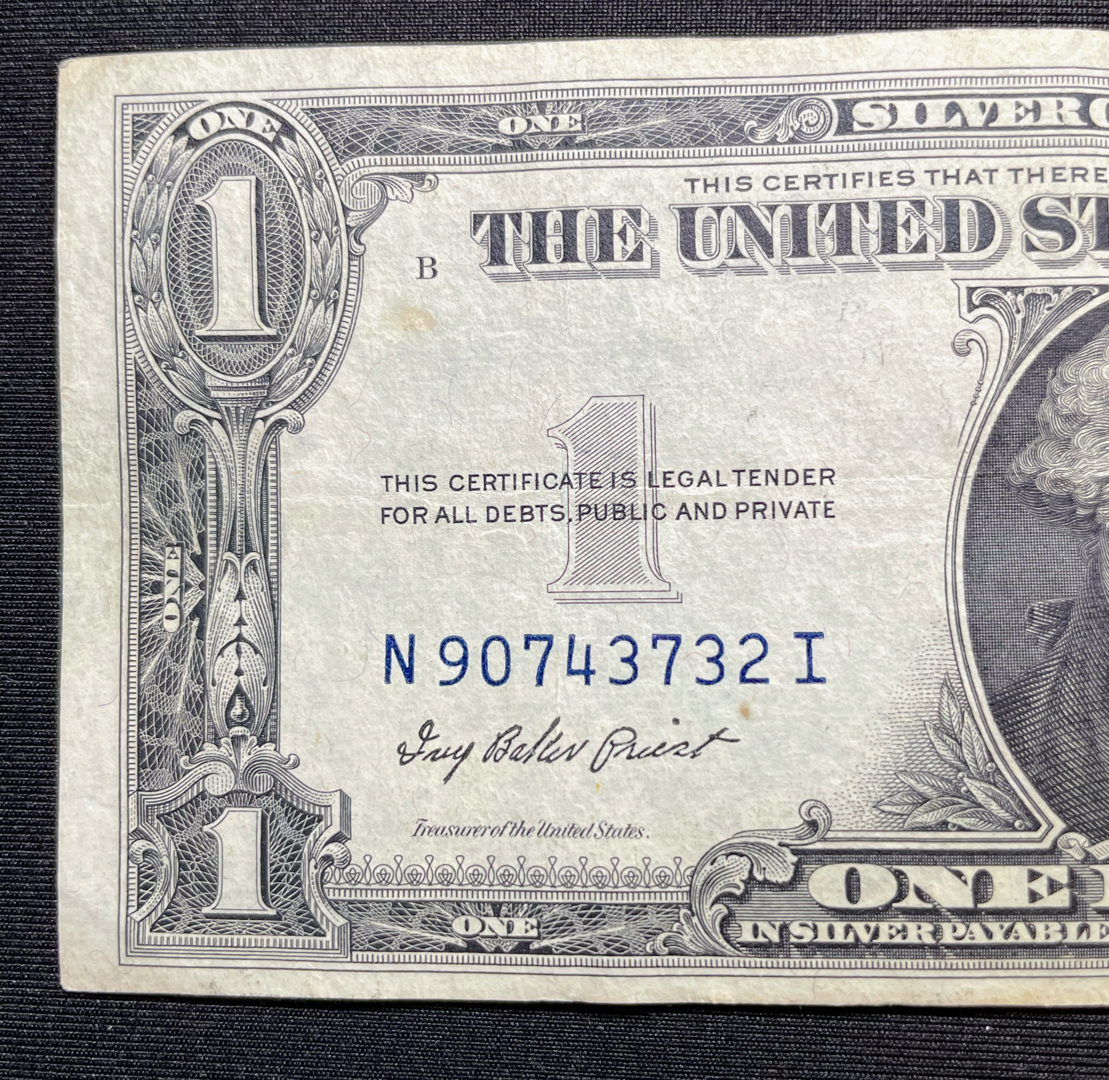 ONE
ONE
SILVER
1
THIS CERTIFIES THAT THERE
THE UNITED ST
B
1
THIS CERTIFICATE IS LEGAL TENDER
FOR ALL DEBTS, PUBLIC AND PRIVATE
ONE
N 90743732 I
Ivy Baker Priest
Treasurer of the United States.
1
ONE
ONE
IN SILVER PAYABLE